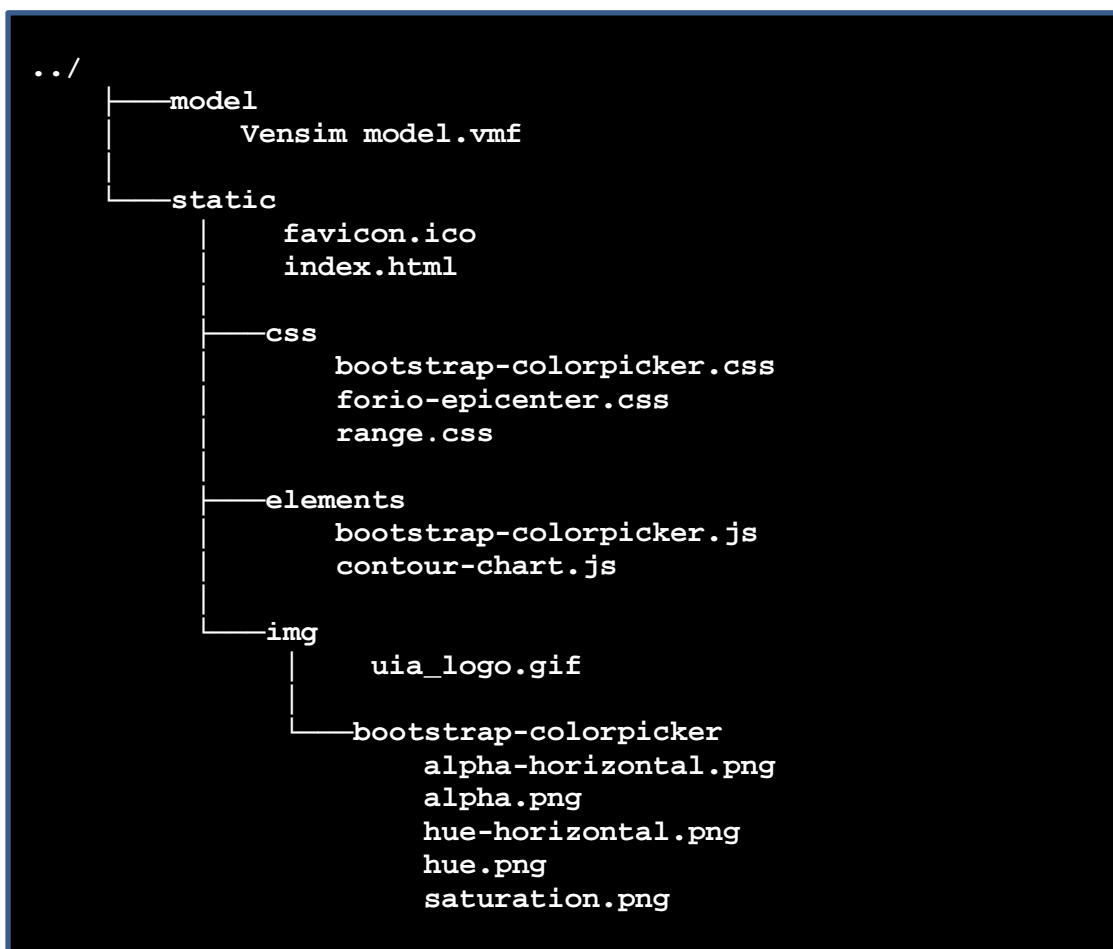 ../
├───model
Vensim model.vmf
└───static
favicon.ico
index.html
├───css
bootstrap-colorpicker.css
forio-epicenter.css
range.css
├───elements
bootstrap-colorpicker.js
contour-chart.js
└───img
uia_logo.gif
└───bootstrap-colorpicker
alpha-horizontal.png
alpha.png
hue-horizontal.png
hue.png
saturation.png